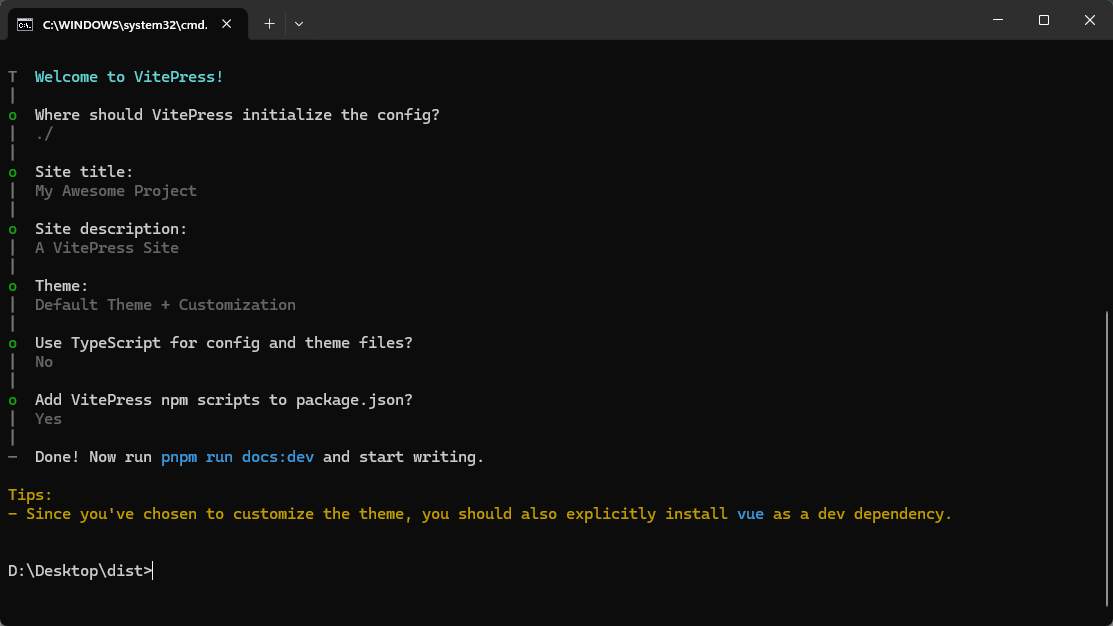 C:\WINDOWS\system32\cmd.
T  Welcome to VitePress!
|
o  Where should VitePress initialize the config?
|  ./
|
o  Site title:
|  My Awesome Project
|
o  Site description:
|  A VitePress Site
|
o  Theme:
|  Default Theme + Customization
|
o  Use TypeScript for config and theme files?
|  No
|
o  Add VitePress npm scripts to package.json?
|  Yes
|
—  Done! Now run pnpm run docs:dev and start writing.
Tips:
- Since you've chosen to customize the theme, you should also explicitly install vue as a dev dependency.
D:\Desktop\dist>